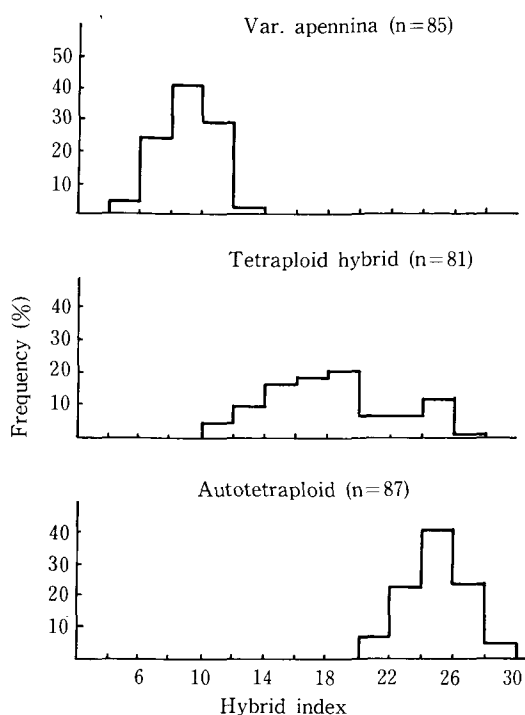 Var. apennina (n=85)
50
40
30
20
10
Tetraploid hybrid (n=81)
40
20
10
Frequency (%)
Autotetraploid (n=87)
40
30
20
10
6 10 14 18 22 26 30
Hybrid index